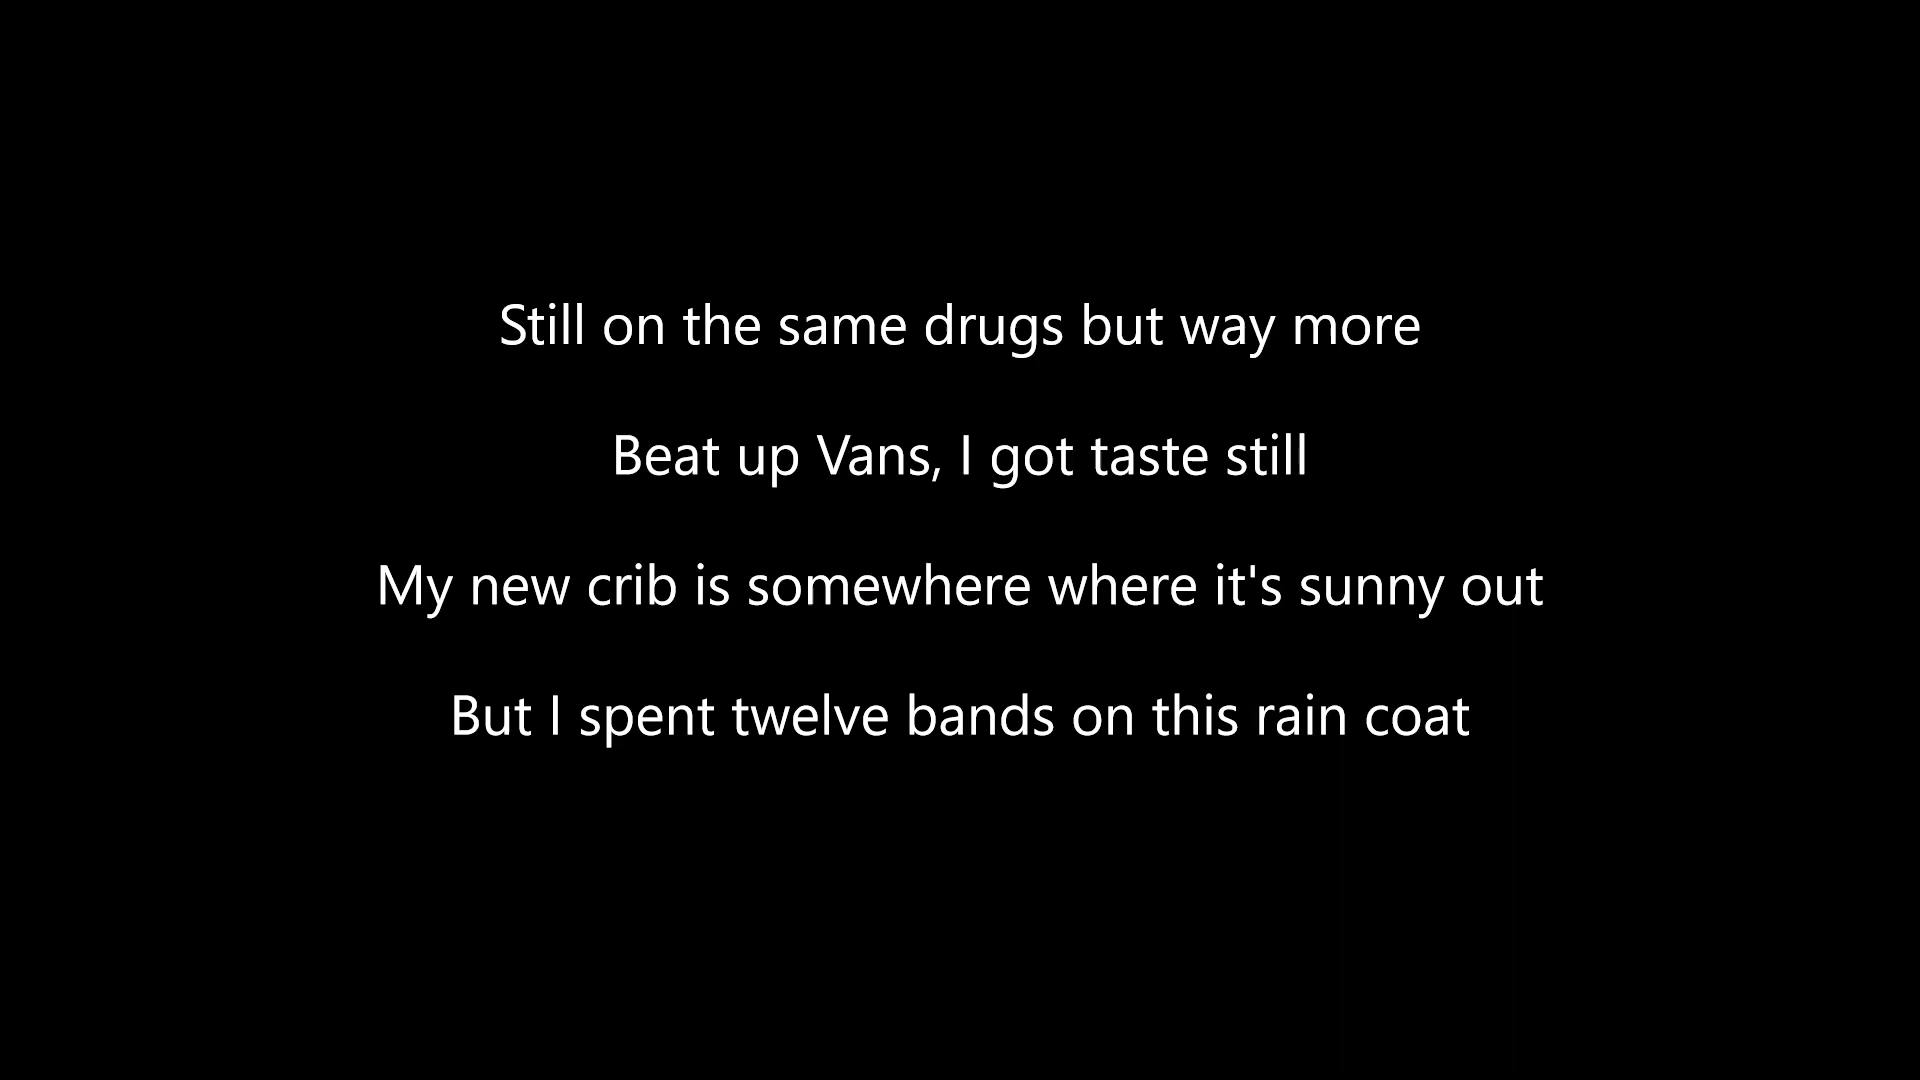 Still on the same drugs but way more
Beat up Vans, I got taste still
My new crib is somewhere where it's sunny out
But I spent twelve bands on this rain coat